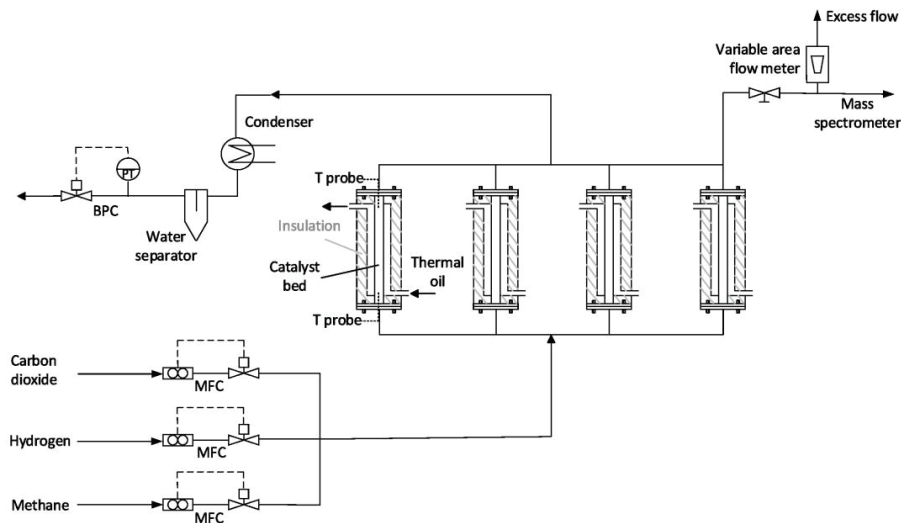 Excess flow
Variable area
flow meter
Mass
spectrometer
Condenser
T probe
PT
BPC
Water
separator
Insulation
Catalyst
bed
Thermal
oil
T probe
Carbon
dioxide
MFC
Hydrogen
MFC
Methane
MFC